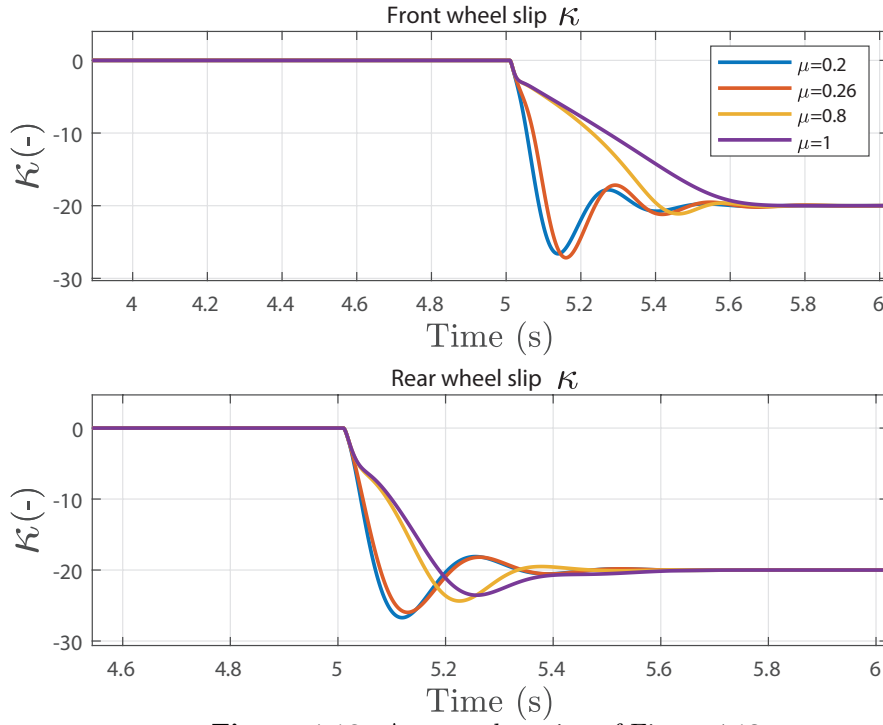 Front wheel slip κ
0
-10
-20
-30
κ(-)
μ=0.2
μ=0.26
μ=0.8
μ=1
4 4.2 4.4 4.6 4.8 5 5.2 5.4 5.6 5.8 6
Time (s)
Rear wheel slip κ
0
-10
-20
-30
κ(-)
4.6 4.8 5 5.2 5.4 5.6 5.8 6
Time (s)